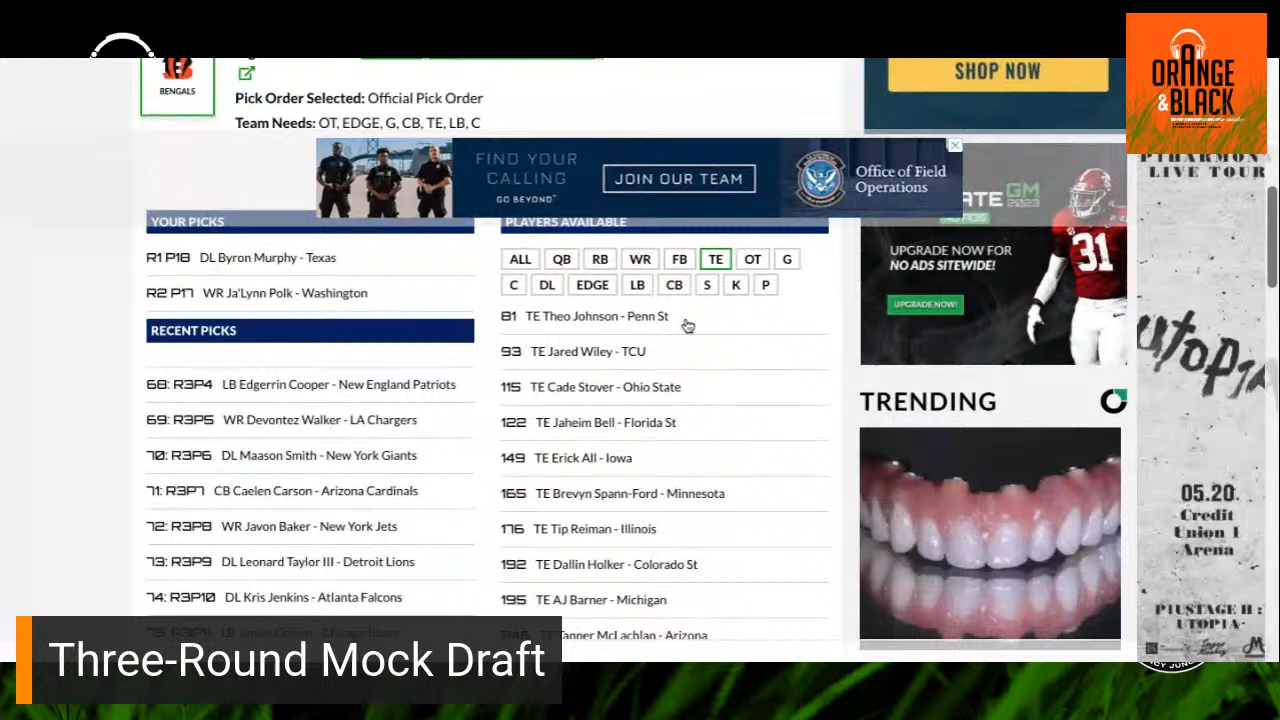 BENGALS
Pick Order Selected: Official Pick Order
Team Needs: OT, EDGE, G, CB, TE, LB, C
SHOP NOW
ORANGE
& BLACK
LIVE TOUR
FIND YOUR
CALLING
GO BEYOND
JOIN OUR TEAM
Office of Field
Operations
YOUR PICKS
R1 P18 DL Byron Murphy - Texas
R2 P17 WR Ja'Lynn Polk - Washington
RECENT PICKS
68: R3P4 LB Edgerrin Cooper - New England Patriots
69: R3P5 WR Devontez Walker - LA Chargers
70: R3P6 DL Maason Smith - New York Giants
71: R3P7 CB Caelen Carson - Arizona Cardinals
72: R3P8 WR Javon Baker - New York Jets
73: R3P9 DL Leonard Taylor III - Detroit Lions
74: R3P10 DL Kris Jenkins - Atlanta Falcons
PLAYERS AVAILABLE
ALL QB RB WR FB TE OT G
C DL EDGE LB CB S K P
81 TE Theo Johnson - Penn St
93 TE Jared Wiley - TCU
115 TE Cade Stover - Ohio State
122 TE Jaheim Bell - Florida St
149 TE Erick All - Iowa
165 TE Brevyn Spann-Ford - Minnesota
176 TE Tip Reiman - Illinois
192 TE Dallin Holker - Colorado St
195 TE AJ Barner - Michigan
Tanner McLachlan - Arizona
GM
2023
UPGRADE NOW FOR
NO ADS SITEWIDE!
UPGRADE NOW!
31
TRENDING
05.20
Credit
Union 1
Arena
UTOPIA
Three-Round Mock Draft